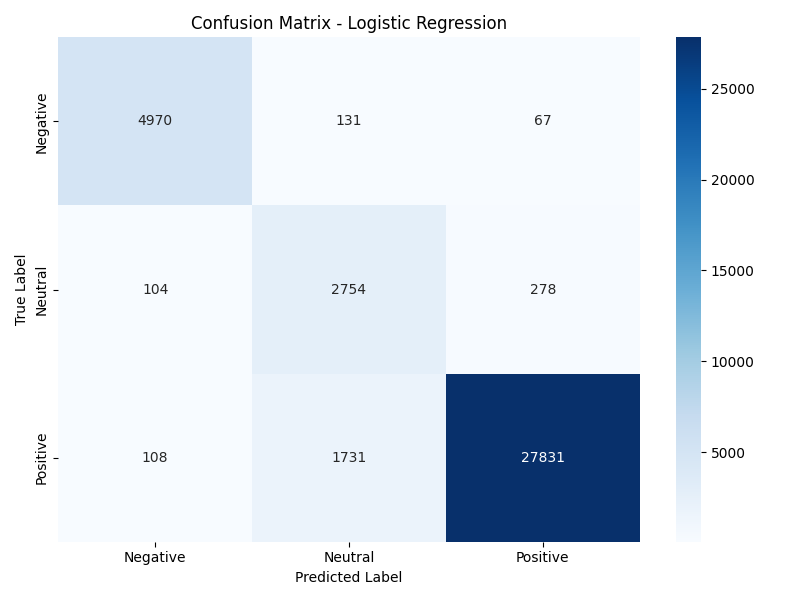 Confusion Matrix - Logistic Regression
True Label
Negative
4970 131 67
Neutral
104 2754 278
Positive
108 1731 27831
Negative Neutral Positive
Predicted Label
25000
20000
15000
10000
5000